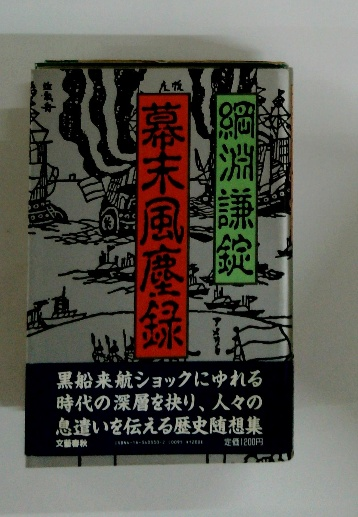 綱淵謙錠
幕末風塵録
黒船来航ショックにゆれる
時代の深層を抉り、人々の
息遣いを伝える歴史随想集
文藝春秋
定価1200円